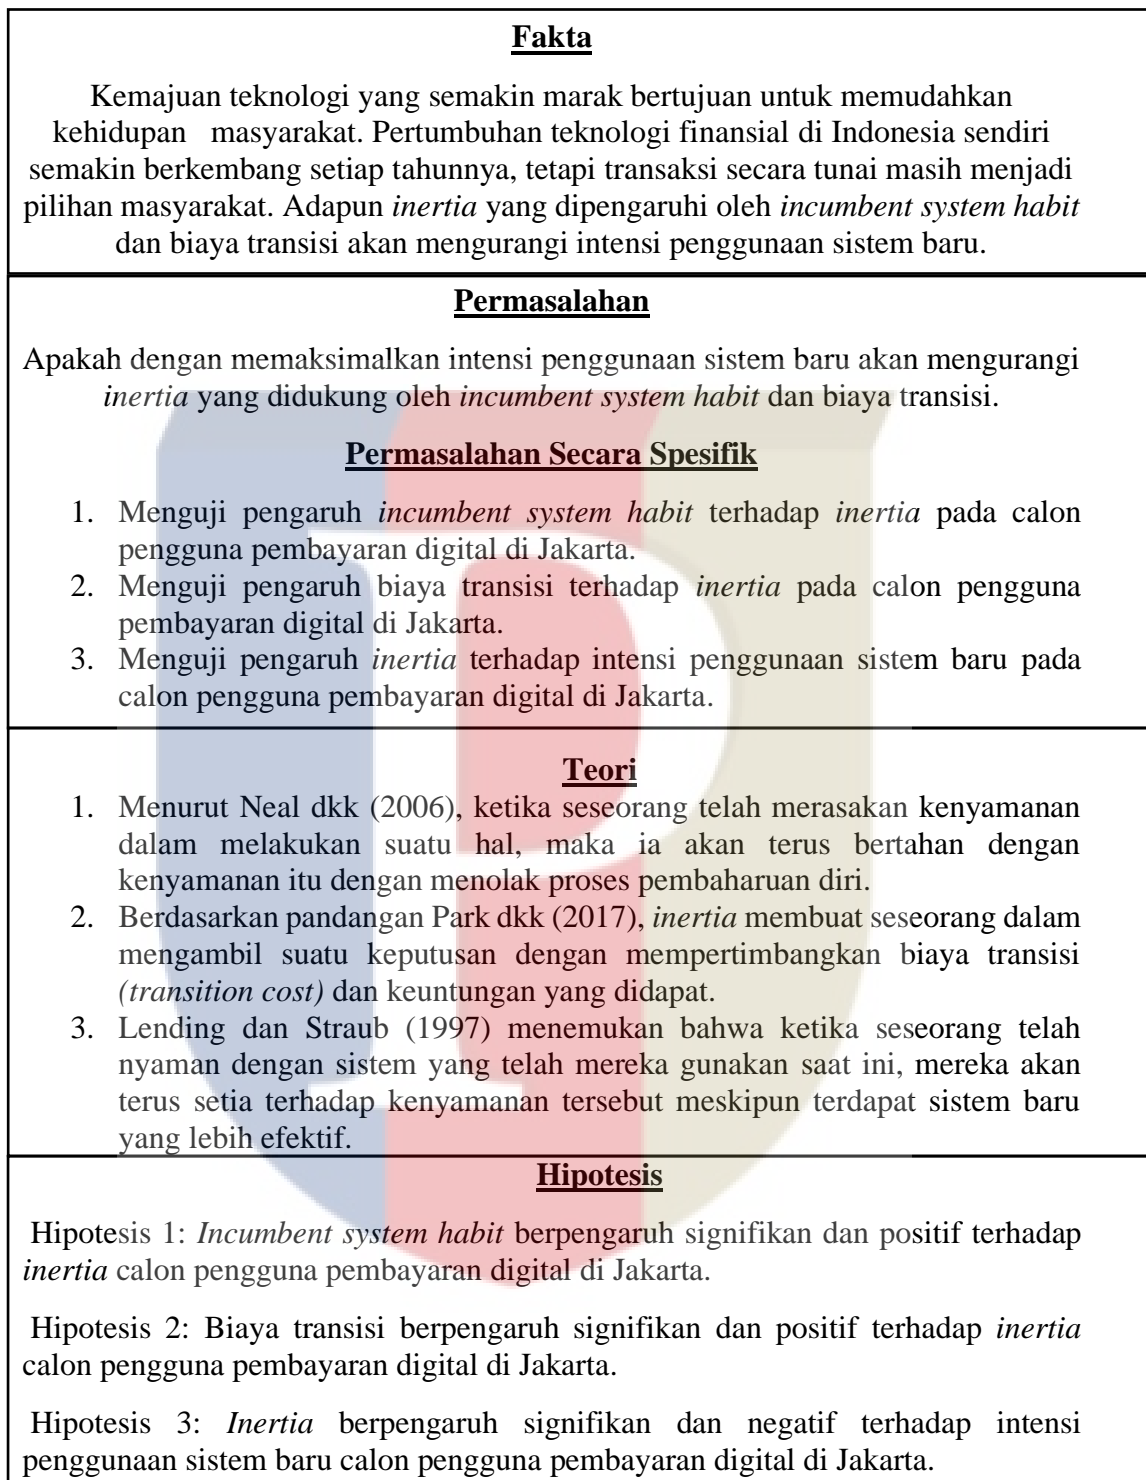 Fakta
Kemajuan teknologi yang semakin marak bertujuan untuk memudahkan
kehidupan masyarakat. Pertumbuhan teknologi finansial di Indonesia sendiri
semakin berkembang setiap tahunnya, tetapi transaksi secara tunai masih menjadi
pilihan masyarakat. Adapun inertia yang dipengaruhi oleh incumbent system habit
dan biaya transisi akan mengurangi intensi penggunaan sistem baru.
Permasalahan
Apakah dengan memaksimalkan intensi penggunaan sistem baru akan mengurangi
inertia yang didukung oleh incumbent system habit dan biaya transisi.
Permasalahan Secara Spesifik
1. Menguji pengaruh incumbent system habit terhadap inertia pada calon
pengguna pembayaran digital di Jakarta.
2. Menguji pengaruh biaya transisi terhadap inertia pada calon pengguna
pembayaran digital di Jakarta.
3. Menguji pengaruh inertia terhadap intensi penggunaan sistem baru pada
calon pengguna pembayaran digital di Jakarta.
Teori
1. Menurut Neal dkk (2006), ketika seseorang telah merasakan kenyamanan
dalam melakukan suatu hal, maka ia akan terus bertahan dengan
kenyamanan itu dengan menolak proses pembaharuan diri.
2. Berdasarkan pandangan Park dkk (2017), inertia membuat seseorang dalam
mengambil suatu keputusan dengan mempertimbangkan biaya transisi
(transition cost) dan keuntungan yang didapat.
3. Lending dan Straub (1997) menemukan bahwa ketika seseorang telah
nyaman dengan sistem yang telah mereka gunakan saat ini, mereka akan
terus setia terhadap kenyamanan tersebut meskipun terdapat sistem baru
yang lebih efektif.
Hipotesis
Hipotesis 1: Incumbent system habit berpengaruh signifikan dan positif terhadap
inertia calon pengguna pembayaran digital di Jakarta.
Hipotesis 2: Biaya transisi berpengaruh signifikan dan positif terhadap inertia
calon pengguna pembayaran digital di Jakarta.
Hipotesis 3: Inertia berpengaruh signifikan dan negatif terhadap intensi
penggunaan sistem baru calon pengguna pembayaran digital di Jakarta.